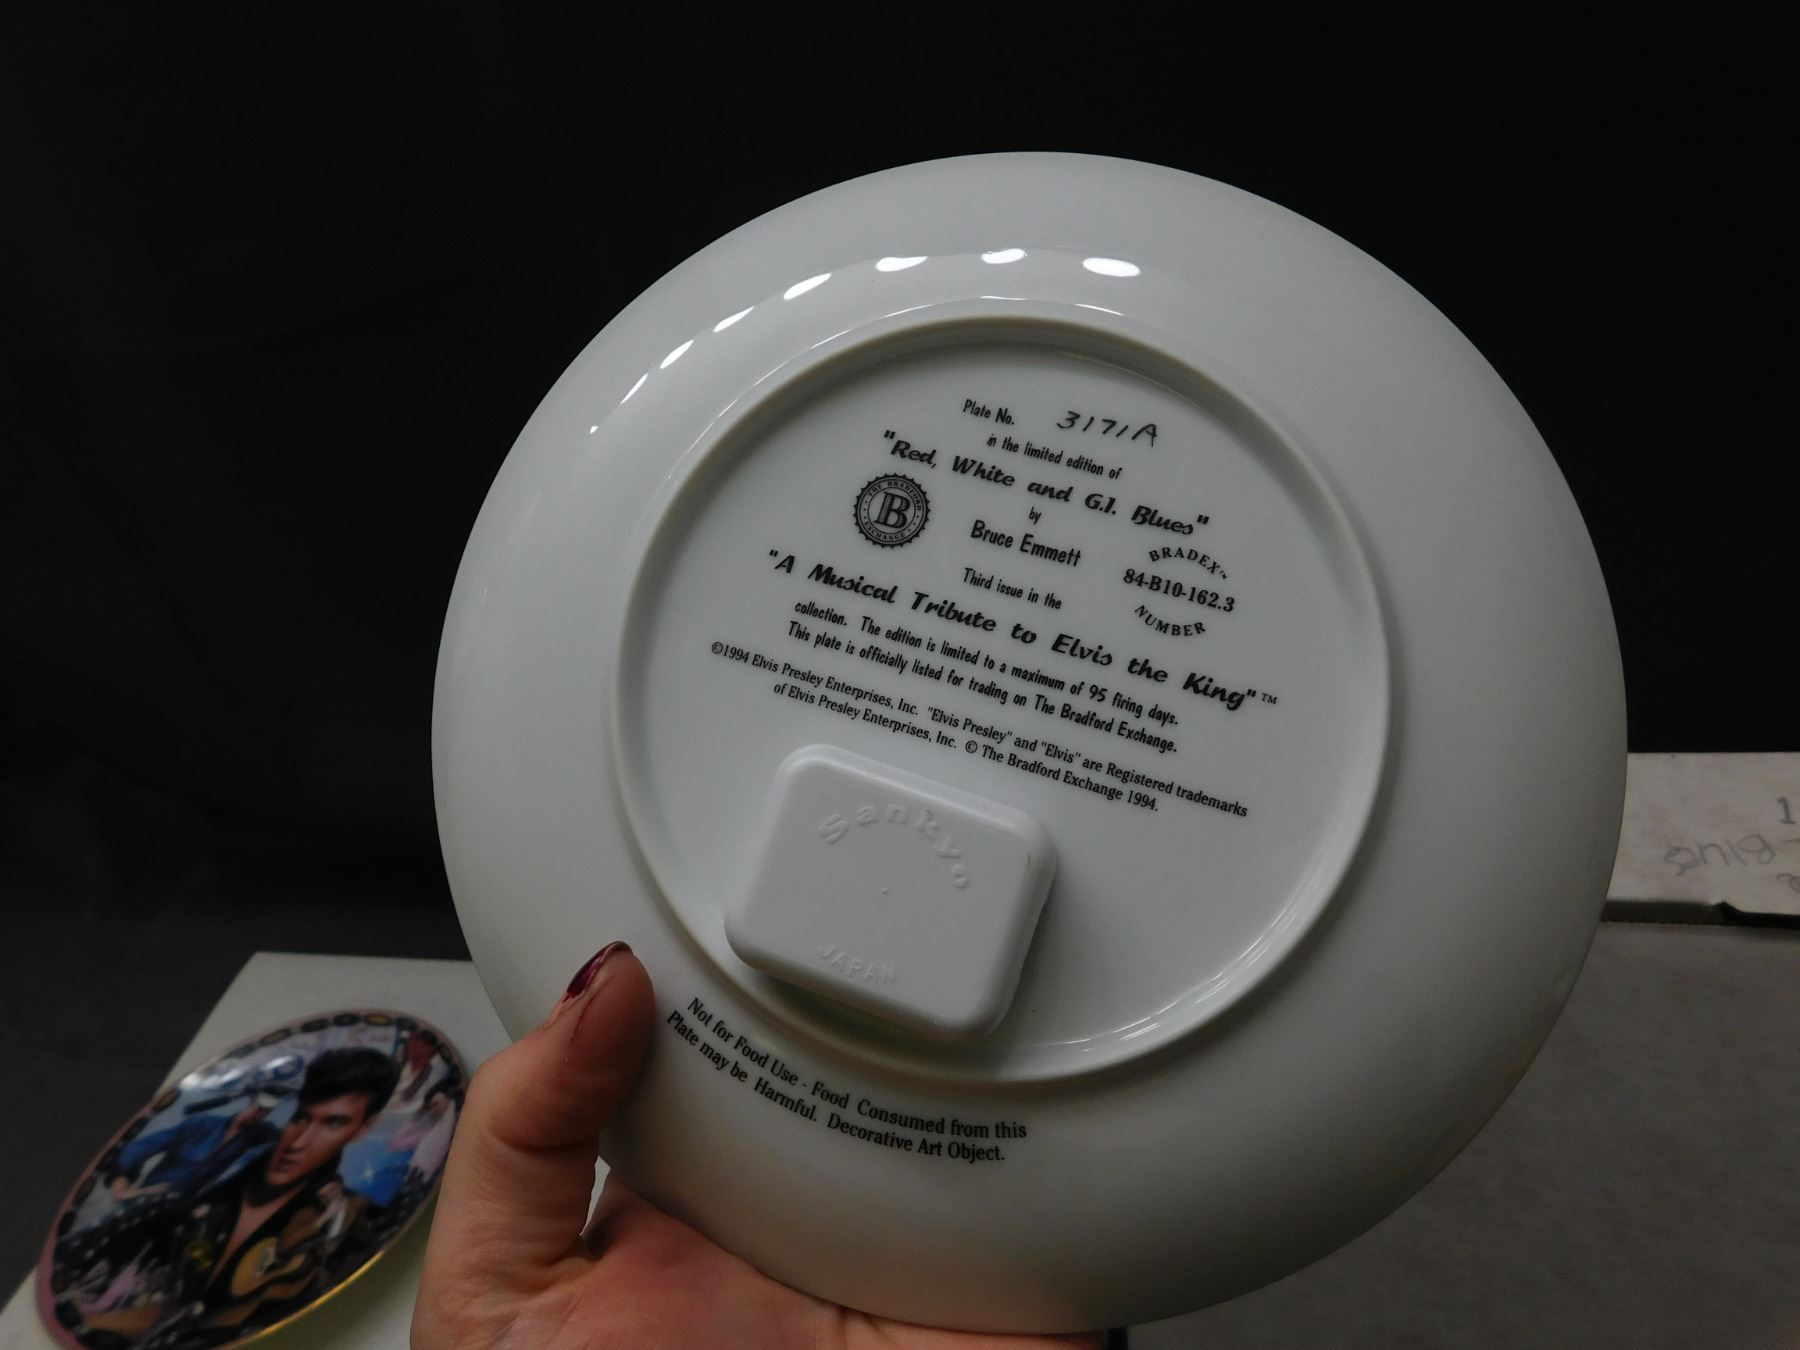 Plate No. 3171A
in the limited edition of
"Red, White and G.I. Blues"
by
Bruce Emmett
THE BRADFORD EXCHANGE
B
BRADEX™
84-B10-162.3
NUMBER
Third issue in the
"A Musical Tribute to Elvis the King"™
collection. The edition is limited to a maximum of 95 firing days.
This plate is officially listed for trading on The Bradford Exchange.
©1994 Elvis Presley Enterprises, Inc. "Elvis Presley" and "Elvis" are Registered trademarks
of Elvis Presley Enterprises, Inc. © The Bradford Exchange 1994.
Sankyo
JAPAN
Not for Food Use - Food Consumed from this
Plate may be Harmful. Decorative Art Object.